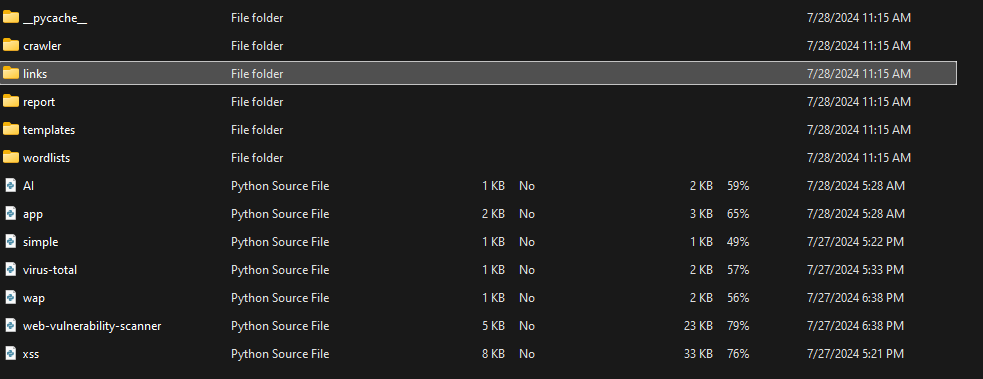 __pycache__ File folder 7/28/2024 11:15 AM
crawler File folder 7/28/2024 11:15 AM
links File folder 7/28/2024 11:15 AM
report File folder 7/28/2024 11:15 AM
templates File folder 7/28/2024 11:15 AM
wordlists File folder 7/28/2024 11:15 AM
AI Python Source File 1 KB No 2 KB 59% 7/28/2024 5:28 AM
app Python Source File 2 KB No 3 KB 65% 7/28/2024 5:28 AM
simple Python Source File 1 KB No 1 KB 49% 7/27/2024 5:22 PM
virus-total Python Source File 1 KB No 2 KB 57% 7/27/2024 5:33 PM
wap Python Source File 1 KB No 2 KB 56% 7/27/2024 6:38 PM
web-vulnerability-scanner Python Source File 5 KB No 23 KB 79% 7/27/2024 6:38 PM
xss Python Source File 8 KB No 33 KB 76% 7/27/2024 5:21 PM